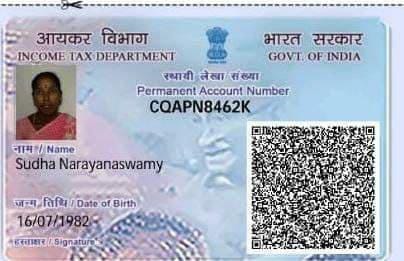 आयकर विभाग
INCOME TAX DEPARTMENT
भारत सरकार
GOVT. OF INDIA
स्थायी लेखा संख्या
Permanent Account Number
CQAPN8462K
नाम / Name
Sudha Narayanaswamy
जन्म तिथि / Date of Birth
16/07/1982
हस्ताक्षर / Signature